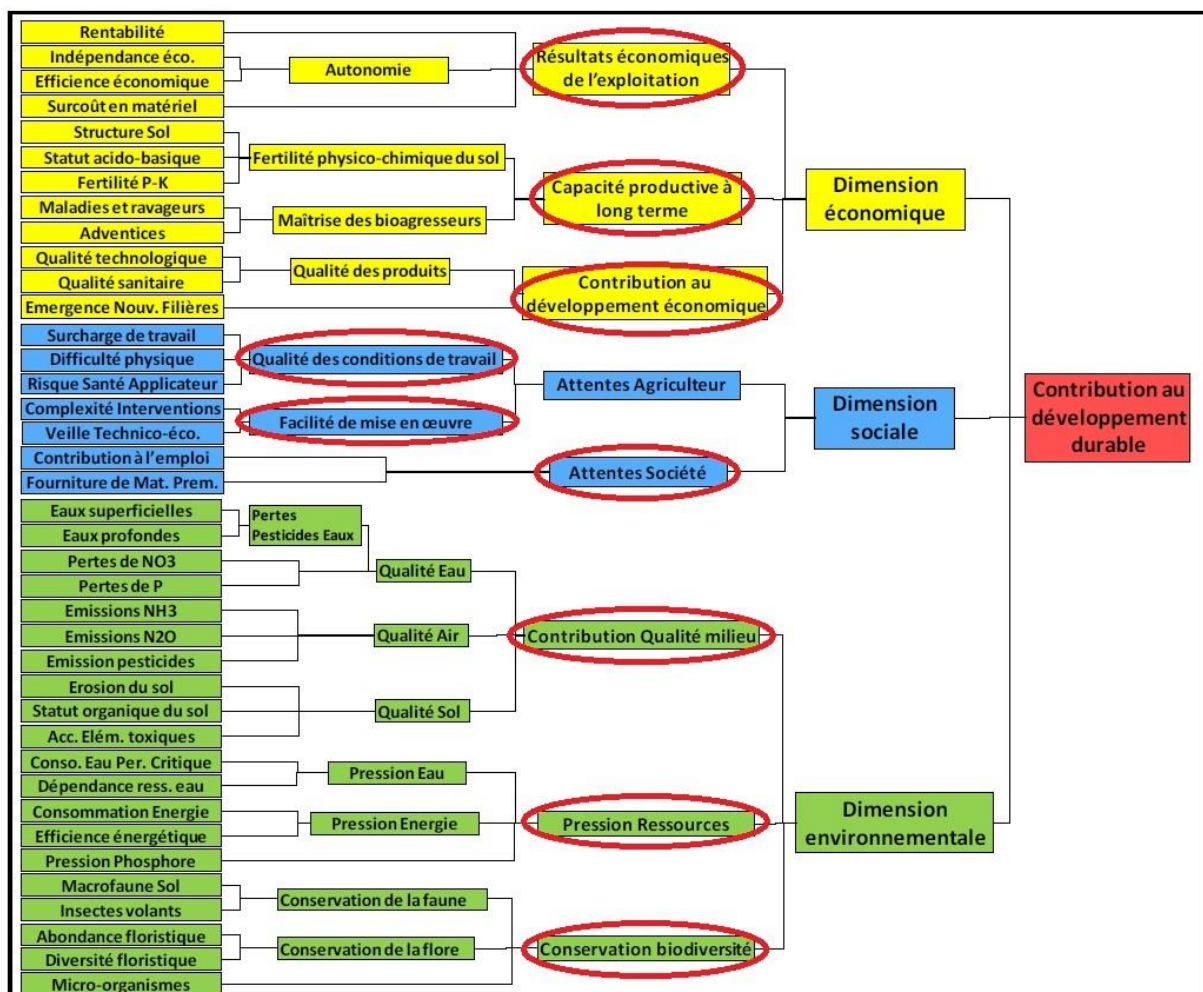 Rentabilité
Indépendance éco.
Efficience économique
Surcoût en matériel
Structure Sol
Statut acido-basique
Fertilité P-K
Maladies et ravageurs
Adventices
Qualité technologique
Qualité sanitaire
Emergence Nouv. Filières
Surcharge de travail
Difficulté physique
Risque Santé Applicateur
Complexité Interventions
Veille Technico-éco.
Contribution à l'emploi
Fourniture de Mat. Prem.
Eaux superficielles
Eaux profondes
Pertes de NO3
Pertes de P
Emissions NH3
Emissions N2O
Emission pesticides
Erosion du sol
Statut organique du sol
Acc. Elém. toxiques
Conso. Eau Per. Critique
Dépendance ress. eau
Consommation Energie
Efficience énergétique
Pression Phosphore
Macrofaune Sol
Insectes volants
Abondance floristique
Diversité floristique
Micro-organismes
Autonomie
Fertilité physico-chimique du sol
Maîtrise des bioagresseurs
Qualité des produits
Qualité des conditions de travail
Facilité de mise en œuvre
Pertes
Pesticides Eaux
Qualité Eau
Qualité Air
Qualité Sol
Pression Eau
Pression Energie
Conservation de la faune
Conservation de la flore
Résultats économiques
de l'exploitation
Capacité productive à
long terme
Contribution au
développement économique
Attentes Agriculteur
Attentes Société
Contribution Qualité milieu
Pression Ressources
Conservation biodiversité
Dimension
économique
Dimension
sociale
Dimension
environnementale
Contribution au
développement
durable